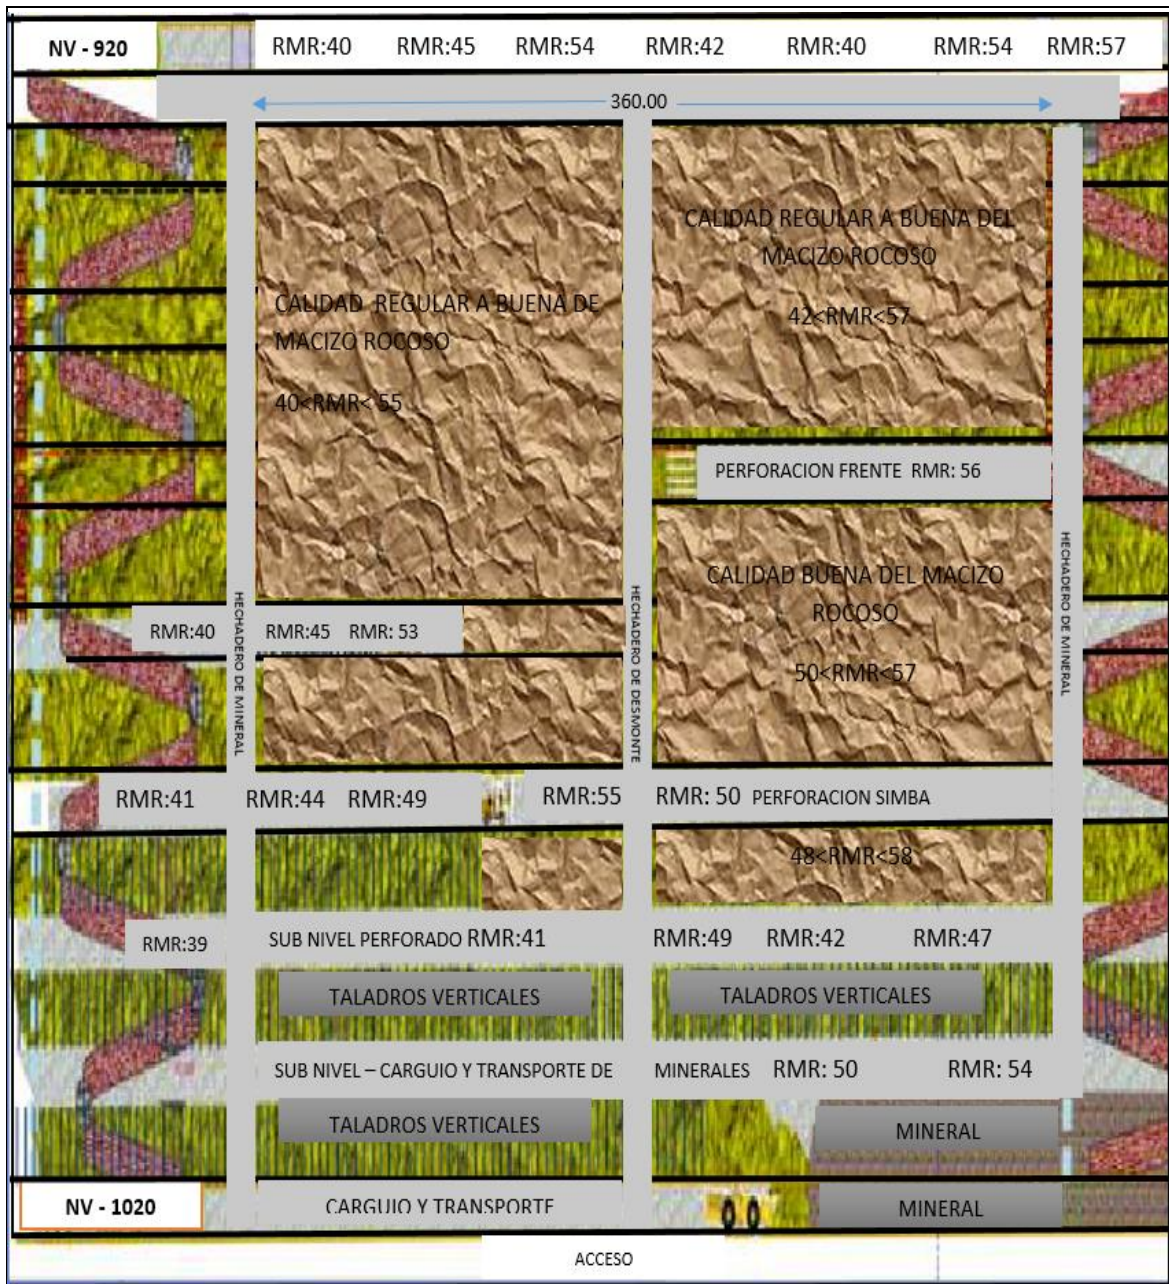 NV - 920
RMR:40 RMR:45 RMR:54 RMR:42 RMR:40 RMR:54 RMR:57
360.00
CALIDAD REGULAR A BUENA DEL
MACIZO ROCOSO
42<RMR<57
CALIDAD REGULAR A BUENA DE
MACIZO ROCOSO
40<RMR< 55
PERFORACION FRENTE RMR: 56
CALIDAD BUENA DEL MACIZO
ROCOSO
50<RMR<57
HECHADERO DE MINERAL
HECHADERO DE DESMONTE
HECHADERO DE MINERAL
RMR:40 RMR:45 RMR: 53
RMR:41 RMR:44 RMR:49 RMR:55 RMR: 50 PERFORACION SIMBA
48<RMR<58
RMR:39 SUB NIVEL PERFORADO RMR:41 RMR:49 RMR:42 RMR:47
TALADROS VERTICALES TALADROS VERTICALES
SUB NIVEL – CARGUIO Y TRANSPORTE DE MINERALES RMR: 50 RMR: 54
TALADROS VERTICALES MINERAL
NV - 1020 CARGUIO Y TRANSPORTE MINERAL
ACCESO